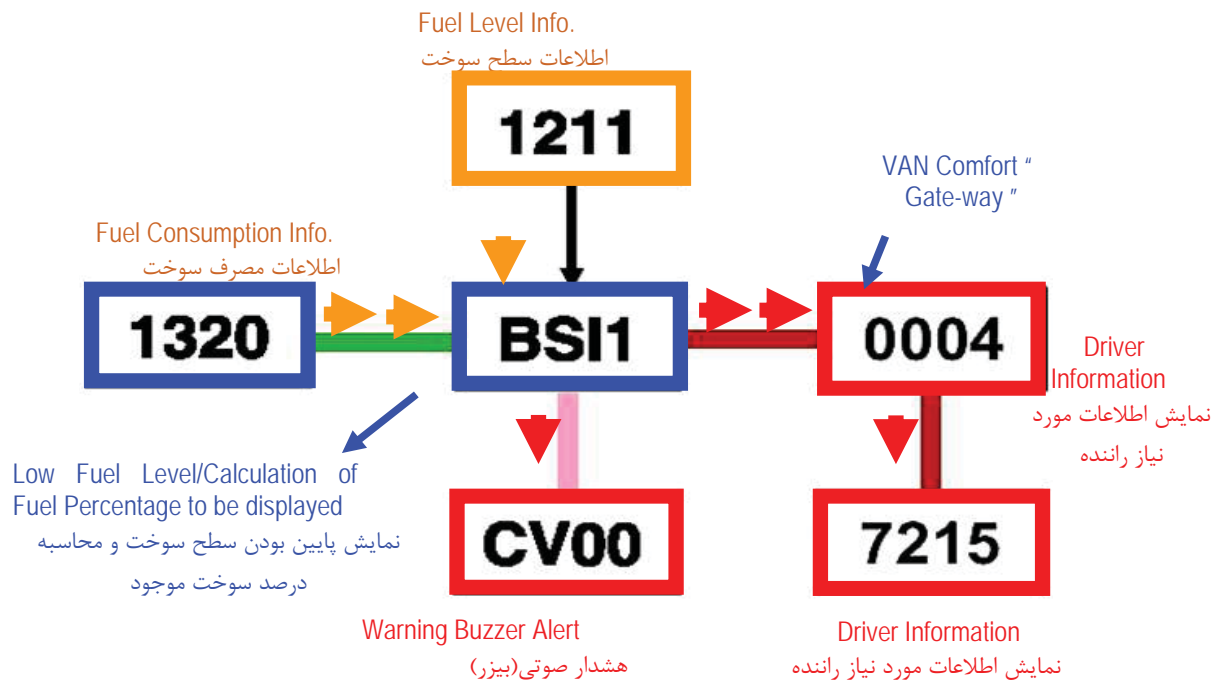 Fuel Level Info.
اطلاعات سطح سوخت
1211
VAN Comfort “
Gate-way ”
Fuel Consumption Info.
اطلاعات مصرف سوخت
1320
BSI1
0004
Driver
Information
نمایش اطلاعات مورد
نیاز راننده
Low Fuel Level/Calculation of
Fuel Percentage to be displayed
نمایش پایین بودن سطح سوخت و محاسبه
درصد سوخت موجود
CV00
7215
Warning Buzzer Alert
هشدار صوتی(بیزر)
Driver Information
نمایش اطلاعات مورد نیاز راننده